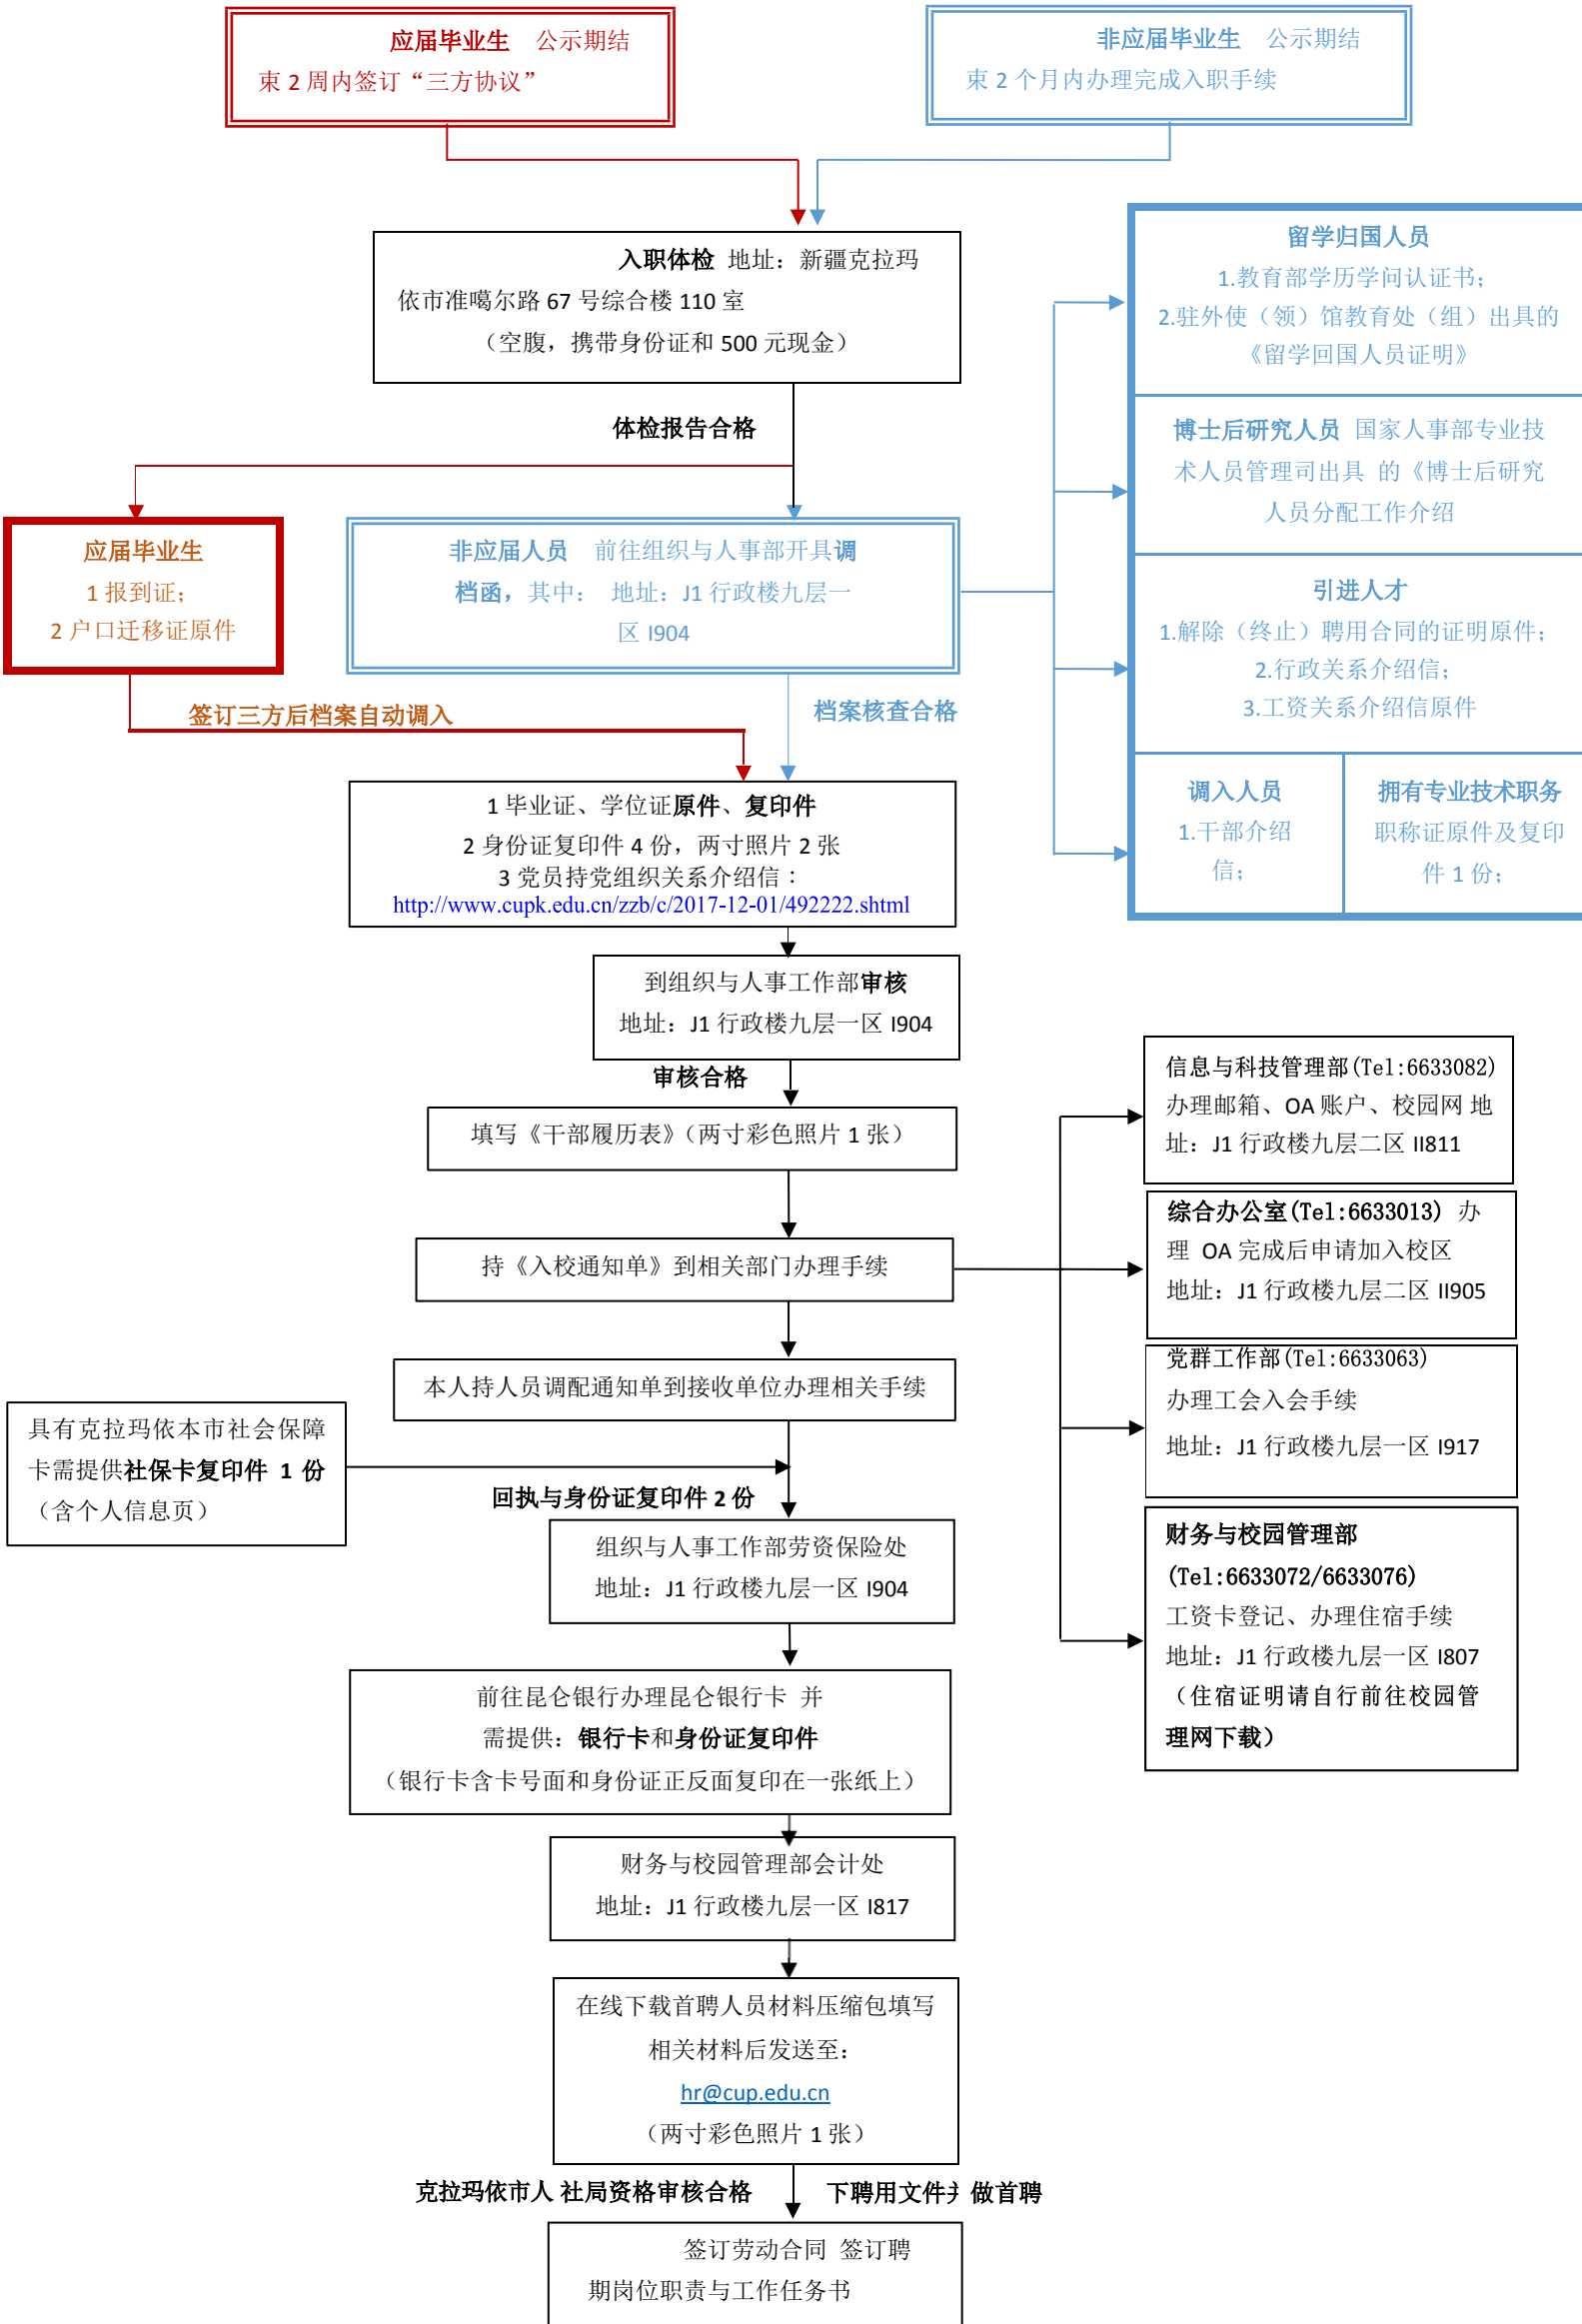 应届毕业生 公示期结
束 2 周内签订“三方协议”
非应届毕业生 公示期结
束 2 个月内办理完成入职手续
入职体检 地址：新疆克拉玛
依市准噶尔路 67 号综合楼 110 室
（空腹，携带身份证和 500 元现金）
体检报告合格
留学归国人员
1.教育部学历学问认证书；
2.驻外使（领）馆教育处（组）出具的
《留学回国人员证明》
博士后研究人员 国家人事部专业技
术人员管理司出具 的《博士后研究
人员分配工作介绍
引进人才
1.解除（终止）聘用合同的证明原件；
2.行政关系介绍信；
3.工资关系介绍信原件
调入人员
1.干部介绍
信；
拥有专业技术职务
职称证原件及复印
件 1 份；
应届毕业生
1 报到证；
2 户口迁移证原件
非应届人员 前往组织与人事部开具调
档函，其中： 地址：J1 行政楼九层一
区 I904
签订三方后档案自动调入
档案核查合格
1 毕业证、学位证原件、复印件
2 身份证复印件 4 份，两寸照片 2 张
3 党员持党组织关系介绍信：
http://www.cupk.edu.cn/zzb/c/2017-12-01/492222.shtml
到组织与人事工作部审核
地址：J1 行政楼九层一区 I904
审核合格
填写《干部履历表》（两寸彩色照片 1 张）
持《入校通知单》到相关部门办理手续
信息与科技管理部(Tel:6633082)
办理邮箱、OA 账户、校园网 地
址：J1 行政楼九层二区 II811
综合办公室(Tel:6633013) 办
理 OA 完成后申请加入校区
地址：J1 行政楼九层二区 II905
党群工作部(Tel:6633063)
办理工会入会手续
地址：J1 行政楼九层一区 I917
财务与校园管理部
(Tel:6633072/6633076)
工资卡登记、办理住宿手续
地址：J1 行政楼九层一区 I807
（住宿证明请自行前往校园管
理网下载）
本人持人员调配通知单到接收单位办理相关手续
具有克拉玛依本市社会保障
卡需提供社保卡复印件 1 份
（含个人信息页）
回执与身份证复印件 2 份
组织与人事工作部劳资保险处
地址：J1 行政楼九层一区 I904
前往昆仑银行办理昆仑银行卡 并
需提供：银行卡和身份证复印件
（银行卡含卡号面和身份证正反面复印在一张纸上）
财务与校园管理部会计处
地址：J1 行政楼九层一区 I817
在线下载首聘人员材料压缩包填写
相关材料后发送至：
hr@cup.edu.cn
（两寸彩色照片 1 张）
克拉玛依市人 社局资格审核合格
下聘用文件并 做首聘
签订劳动合同 签订聘
期岗位职责与工作任务书